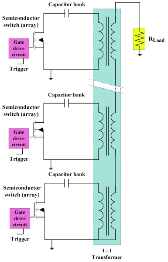 Capacitor bank
Semiconductor
switch (array)
Gate
drive
circuit
Trigger
RLoad
Capacitor bank
Semiconductor
switch (array)
Gate
drive
circuit
Trigger
Capacitor bank
Semiconductor
switch (array)
Gate
drive
circuit
Trigger
1 : 1
Transformer